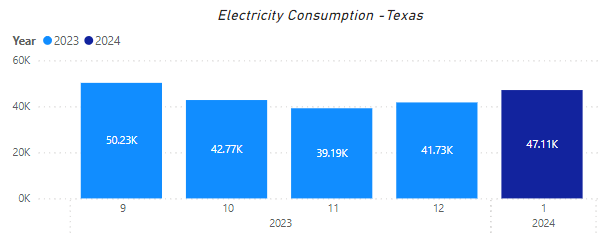 Electricity Consumption -Texas
Year 2023 2024
60K
40K
20K
0K
50.23K 42.77K 39.19K 41.73K 47.11K
9 10 11 12 1
2023 2024